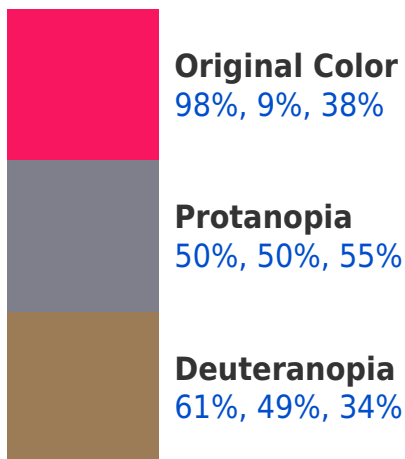 Original Color
98%, 9%, 38%
Protanopia
50%, 50%, 55%
Deuteranopia
61%, 49%, 34%